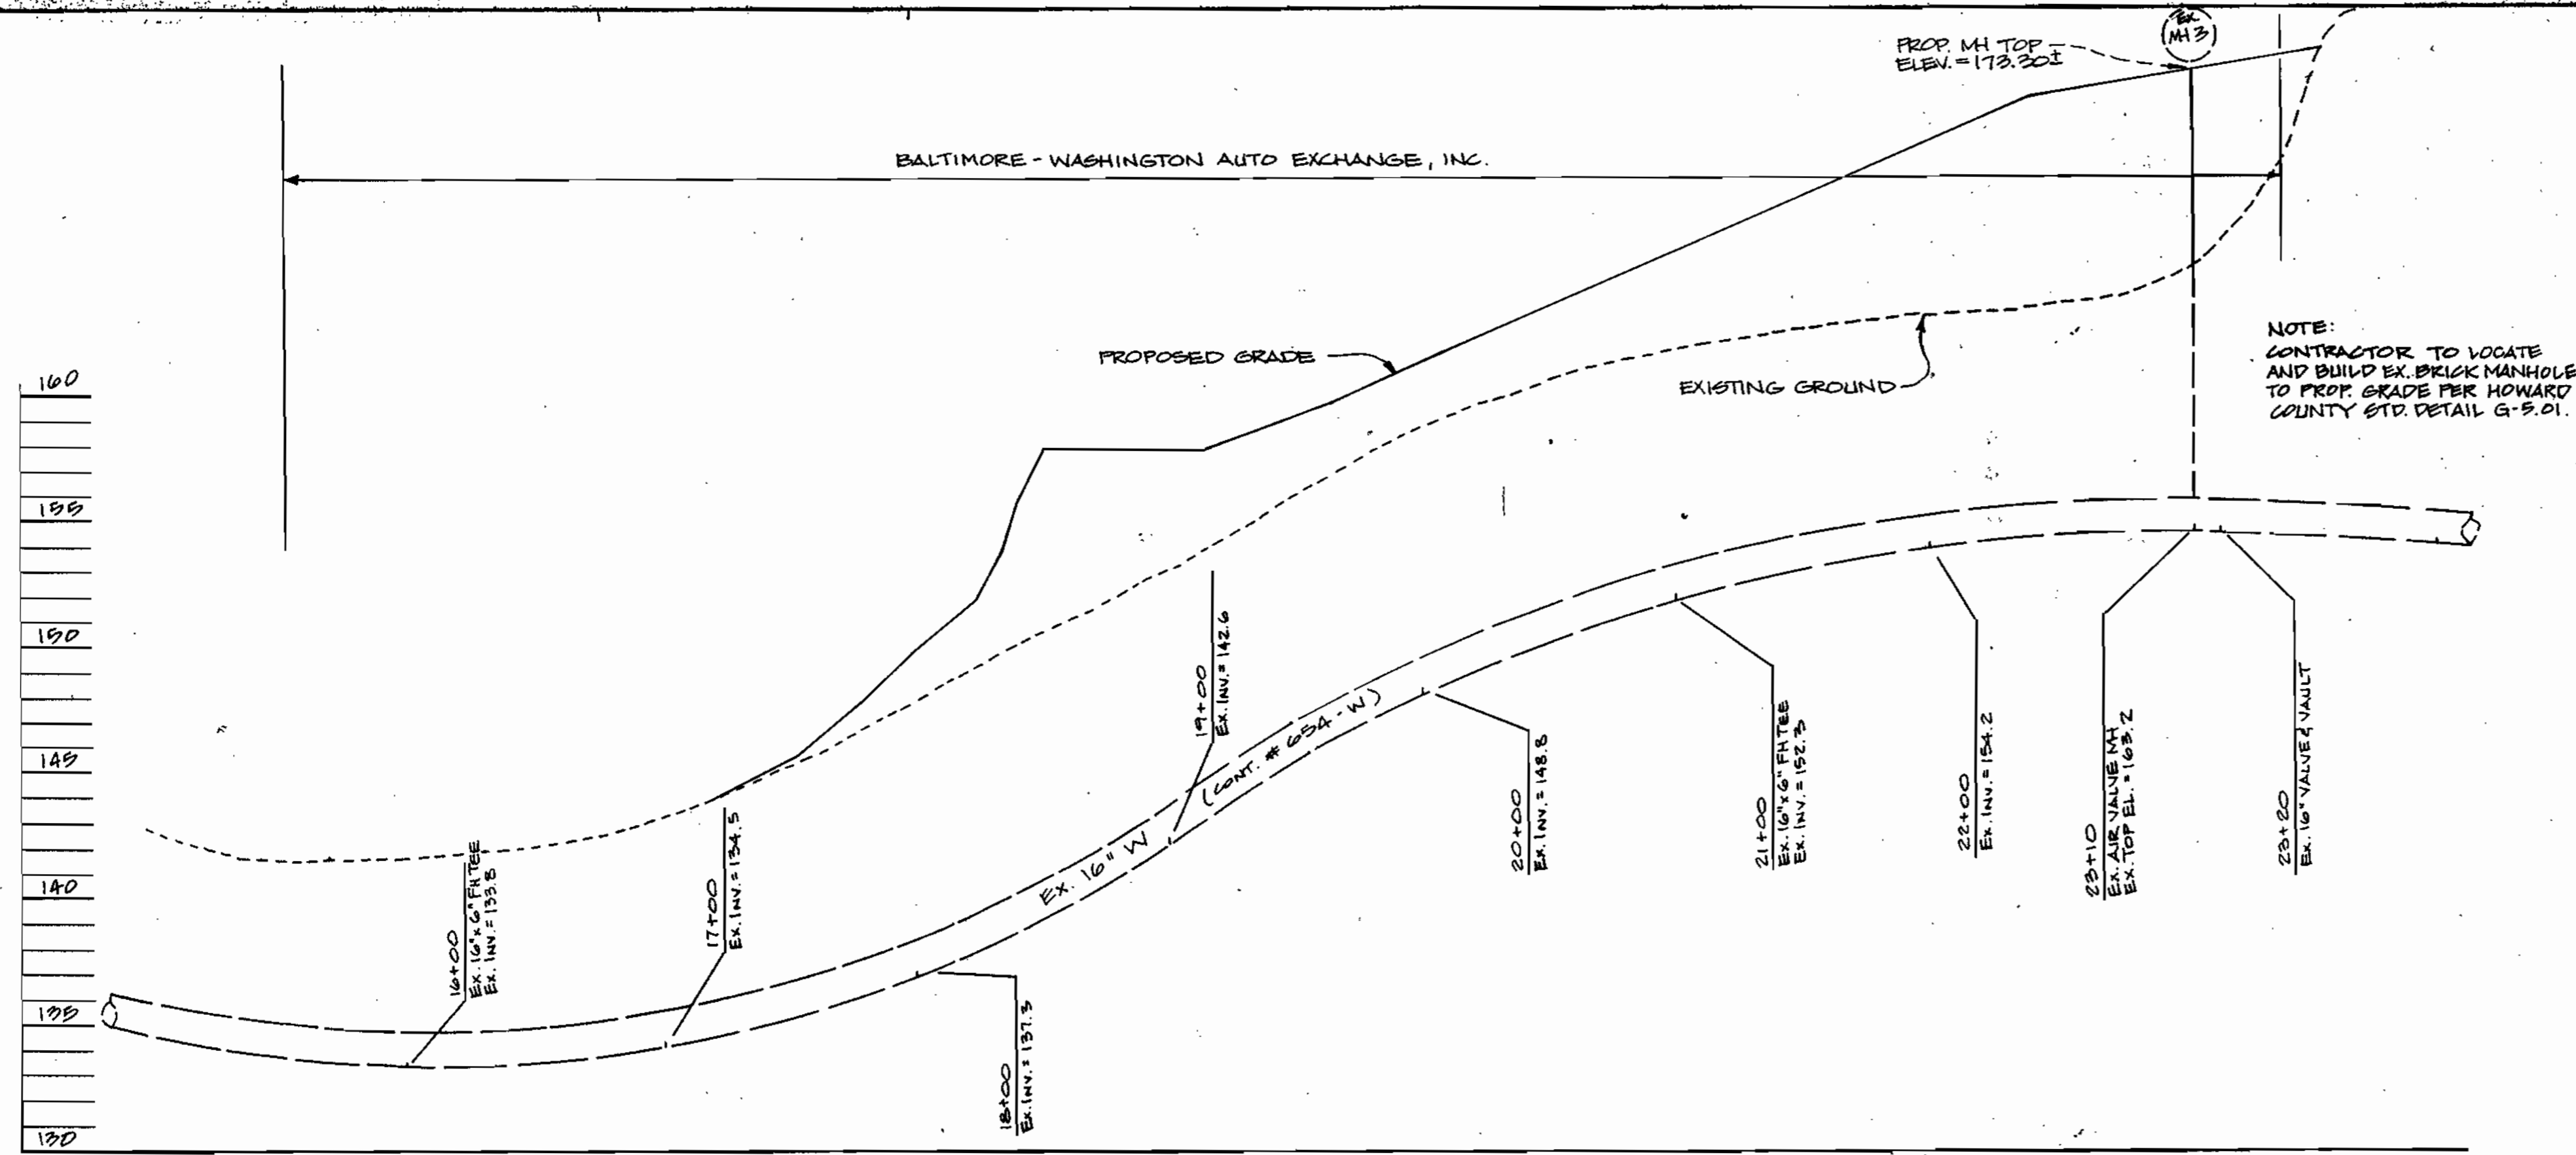 EX.
MH 3
PROP. MH TOP
ELEV. = 173.30±
BALTIMORE - WASHINGTON AUTO EXCHANGE, INC.
NOTE:
CONTRACTOR TO LOCATE
AND BUILD EX. BRICK MANHOLE
TO PROP. GRADE PER HOWARD
COUNTY STD. DETAIL G-5.01.
PROPOSED GRADE
EXISTING GROUND
160
155
150
145
140
135
130
16+00
EX. 16" x 6" FH TEE
EX. INV. = 133.8
17+00
EX. INV. = 134.5
18+00
EX. INV. = 137.3
19+00
EX. INV. = 142.6
EX. 16" W (CONT. # 654-W)
20+00
EX. INV. = 148.8
21+00
EX. 16" x 6" FH TEE
EX. INV. = 152.3
22+00
EX. INV. = 154.2
23+10
EX. AIR VALVE MH
EX. TOP EL. = 163.2
23+20
EX. 16" VALVE & VAULT